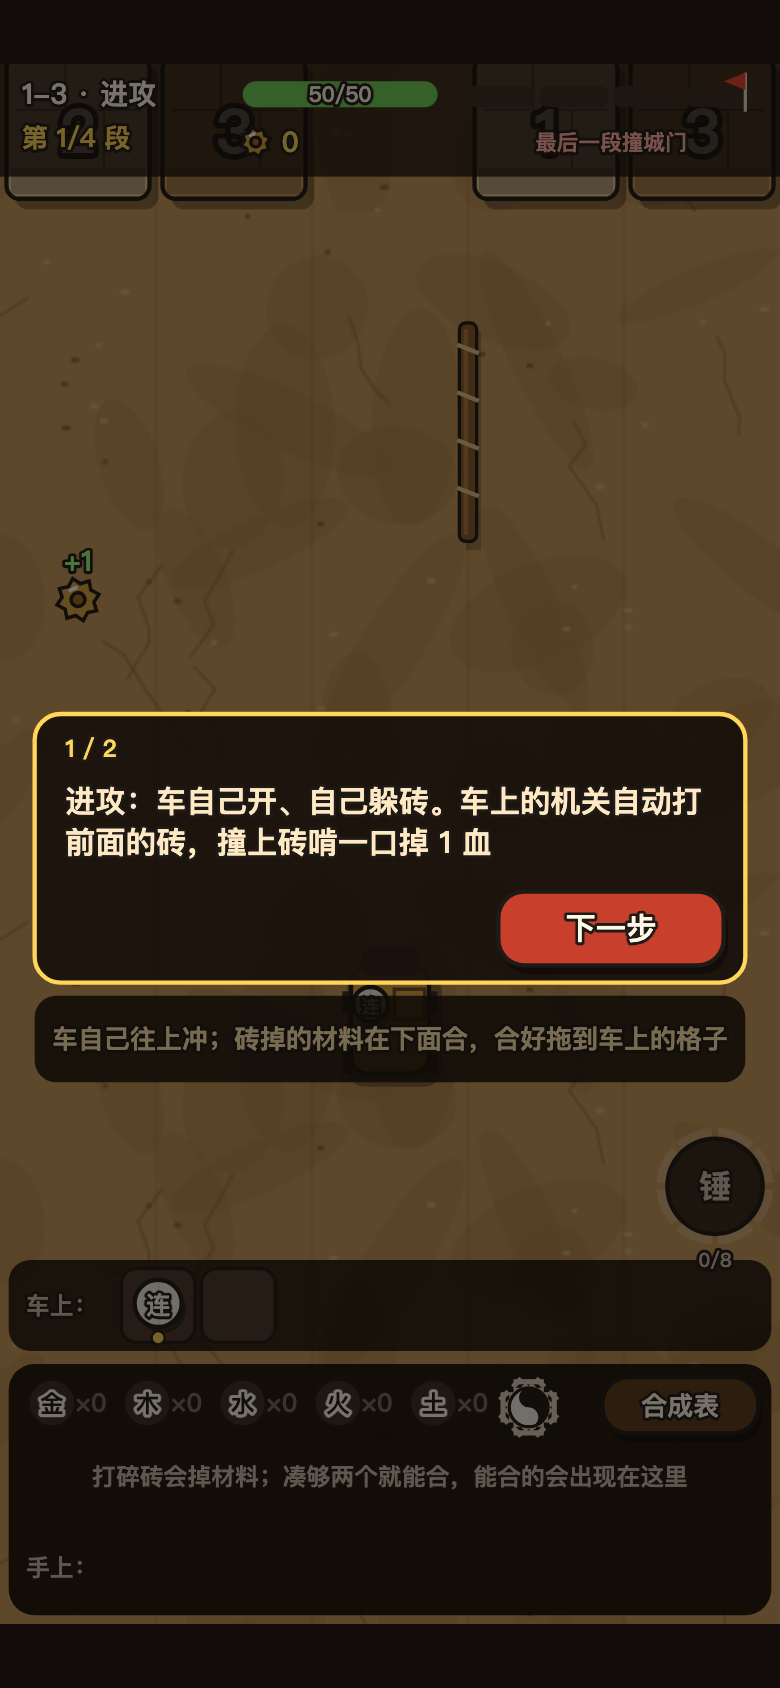 1-3 · 进攻
50/50
第 1/4 段
2
3
0
1
最后一段撞城门
3
+1
1 / 2
进攻：车自己开、自己躲砖。车上的机关自动打
前面的砖，撞上砖啃一口掉 1 血
下一步
连
车自己往上冲；砖掉的材料在下面合，合好拖到车上的格子
锤
0/8
车上：
连
金×0 木×0 水×0 火×0 土×0
合成表
打碎砖会掉材料；凑够两个就能合，能合的会出现在这里
手上：